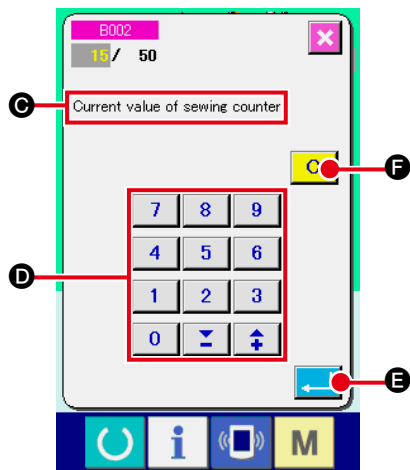 B002
15/ 50
C
Current value of sewing counter
C
F
7 8 9
4 5 6
D
1 2 3
0
E
i M